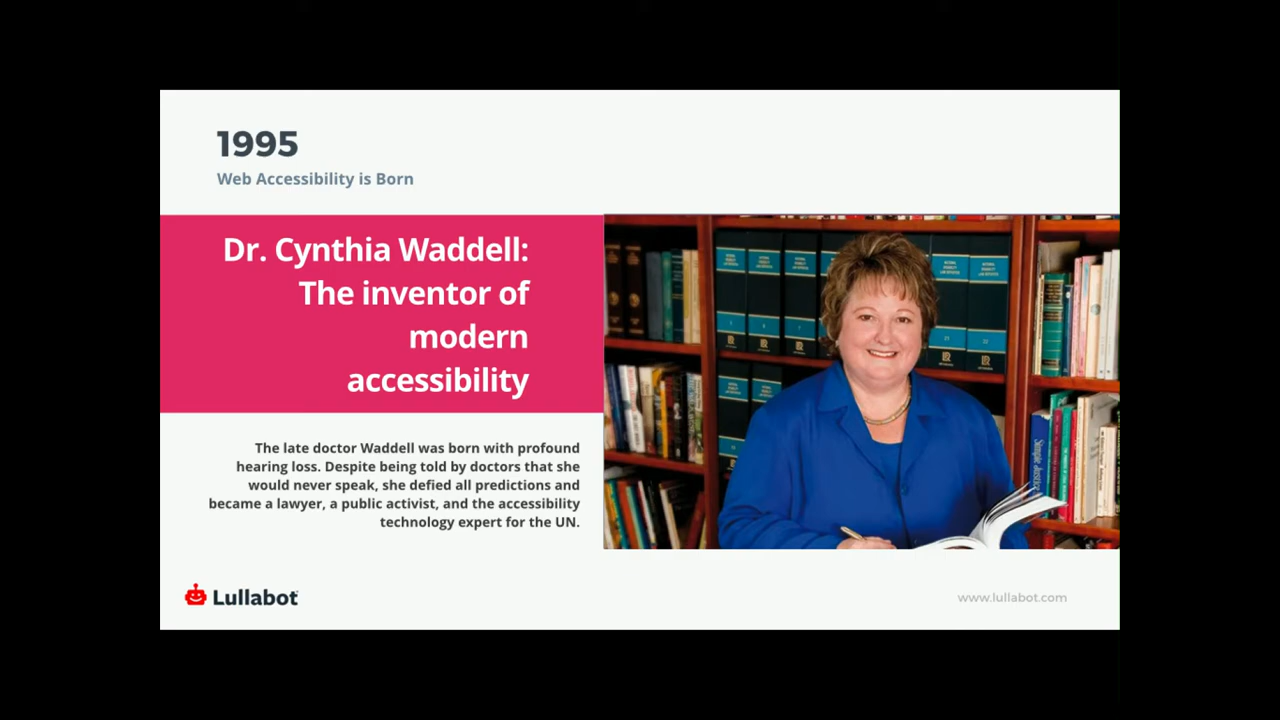 1995
Web Accessibility is Born
Dr. Cynthia Waddell:
The inventor of
modern
accessibility
The late doctor Waddell was born with profound
hearing loss. Despite being told by doctors that she
would never speak, she defied all predictions and
became a lawyer, a public activist, and the accessibility
technology expert for the UN.
Simple Justice
Lullabot
www.lullabot.com